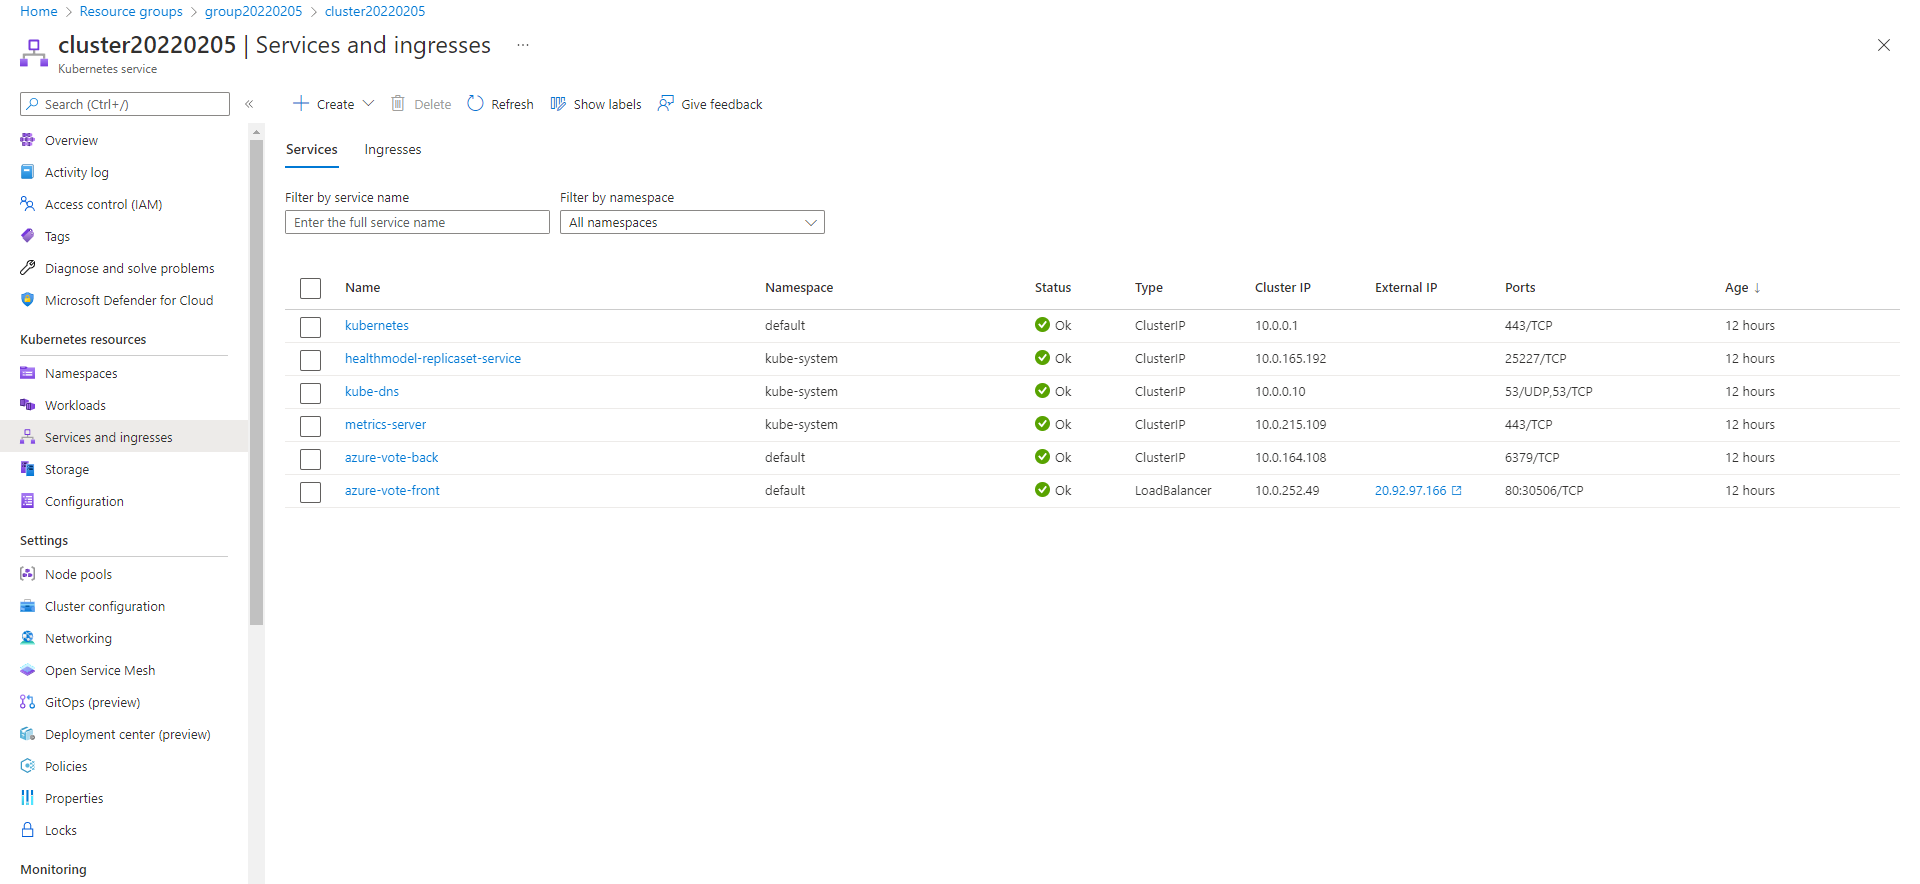 Home > Resource groups > group20220205 > cluster20220205
cluster20220205 | Services and ingresses ...
Kubernetes service
Search (Ctrl+/)
«
Overview
Activity log
Access control (IAM)
Tags
Diagnose and solve problems
Microsoft Defender for Cloud
Kubernetes resources
Namespaces
Workloads
Services and ingresses
Storage
Configuration
Settings
Node pools
Cluster configuration
Networking
Open Service Mesh
GitOps (preview)
Deployment center (preview)
Policies
Properties
Locks
Monitoring
Create Delete Refresh Show labels Give feedback
Services Ingresses
Filter by service name Filter by namespace
Enter the full service name All namespaces
Name Namespace Status Type Cluster IP External IP Ports Age ↓
kubernetes default Ok ClusterIP 10.0.0.1 443/TCP 12 hours
healthmodel-replicaset-service kube-system Ok ClusterIP 10.0.165.192 25227/TCP 12 hours
kube-dns kube-system Ok ClusterIP 10.0.0.10 53/UDP,53/TCP 12 hours
metrics-server kube-system Ok ClusterIP 10.0.215.109 443/TCP 12 hours
azure-vote-back default Ok ClusterIP 10.0.164.108 6379/TCP 12 hours
azure-vote-front default Ok LoadBalancer 10.0.252.49 20.92.97.166 80:30506/TCP 12 hours